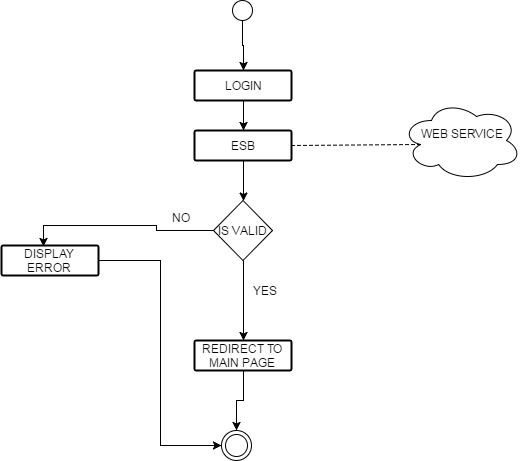 LOGIN
ESB
WEB SERVICE
IS VALID
NO
DISPLAY
ERROR
YES
REDIRECT TO
MAIN PAGE